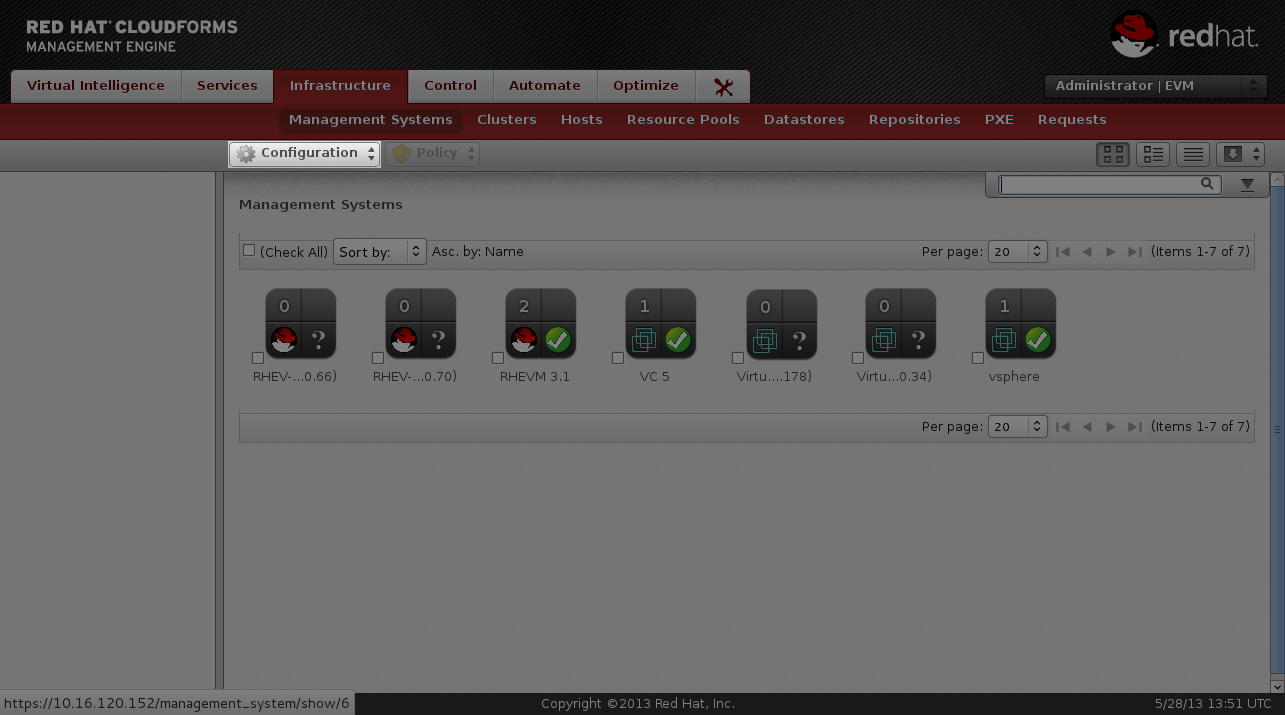 RED HAT CLOUDFORMS
MANAGEMENT ENGINE
redhat.
Virtual Intelligence Services Infrastructure Control Automate Optimize
Administrator | EVM
Management Systems Clusters Hosts Resource Pools Datastores Repositories PXE Requests
Configuration Policy
Management Systems
(Check All) Sort by: Asc. by: Name Per page: 20 (Items 1-7 of 7)
0 0 2 1 0 0 1
? ? ? ?
RHEV-...0.66) RHEV-...0.70) RHEVM 3.1 VC 5 Virtu....178) Virtu...0.34) vsphere
Per page: 20 (Items 1-7 of 7)
https://10.16.120.152/management_system/show/6 Copyright ©2013 Red Hat, Inc. 5/28/13 13:51 UTC